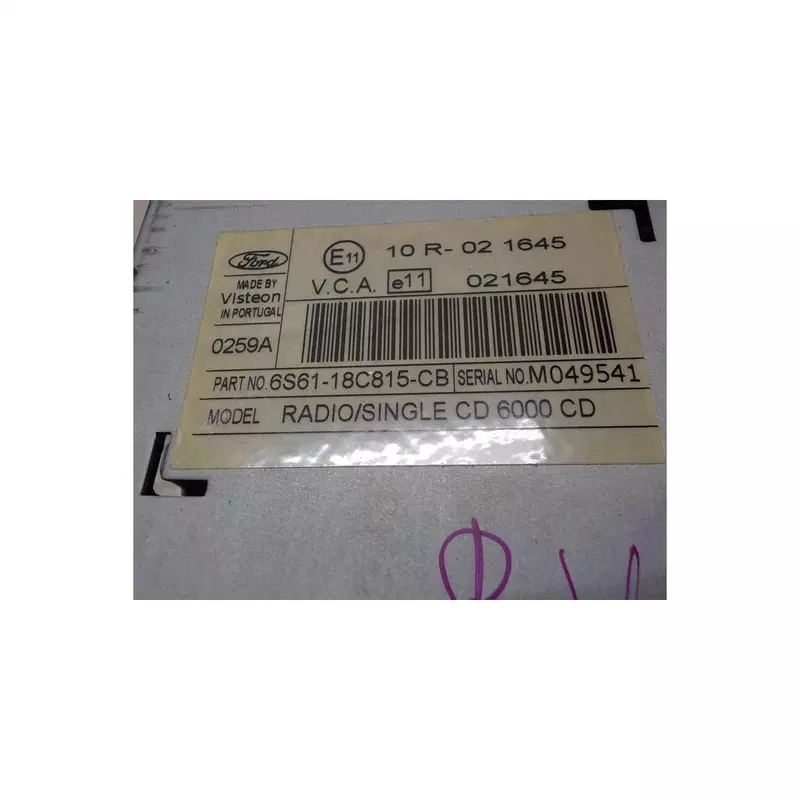 Ford
MADE BY
Visteon
IN PORTUGAL
0259A
E11 10 R- 02 1645
V.C.A. e11 021645
PART NO. 6S61-18C815-CB SERIAL NO. M049541
MODEL RADIO/SINGLE CD 6000 CD